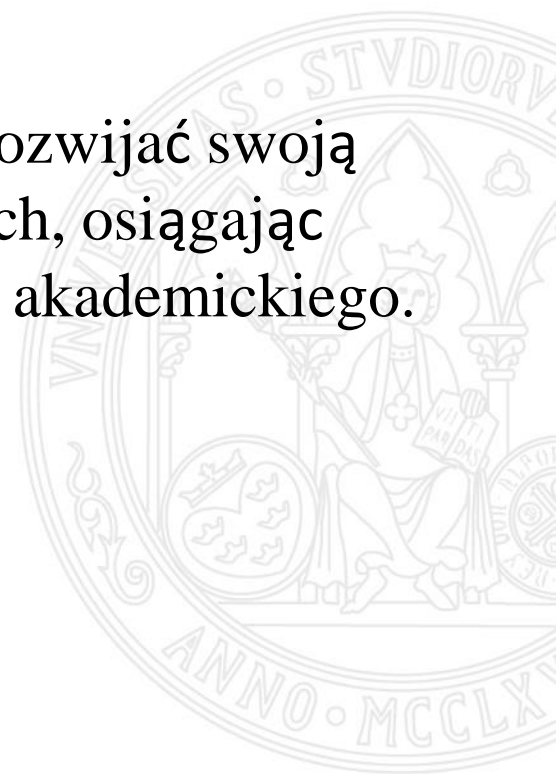 ozwijać swoją
ch, osiągając
akademickiego.
STVDIORV
ANNO MCCLX